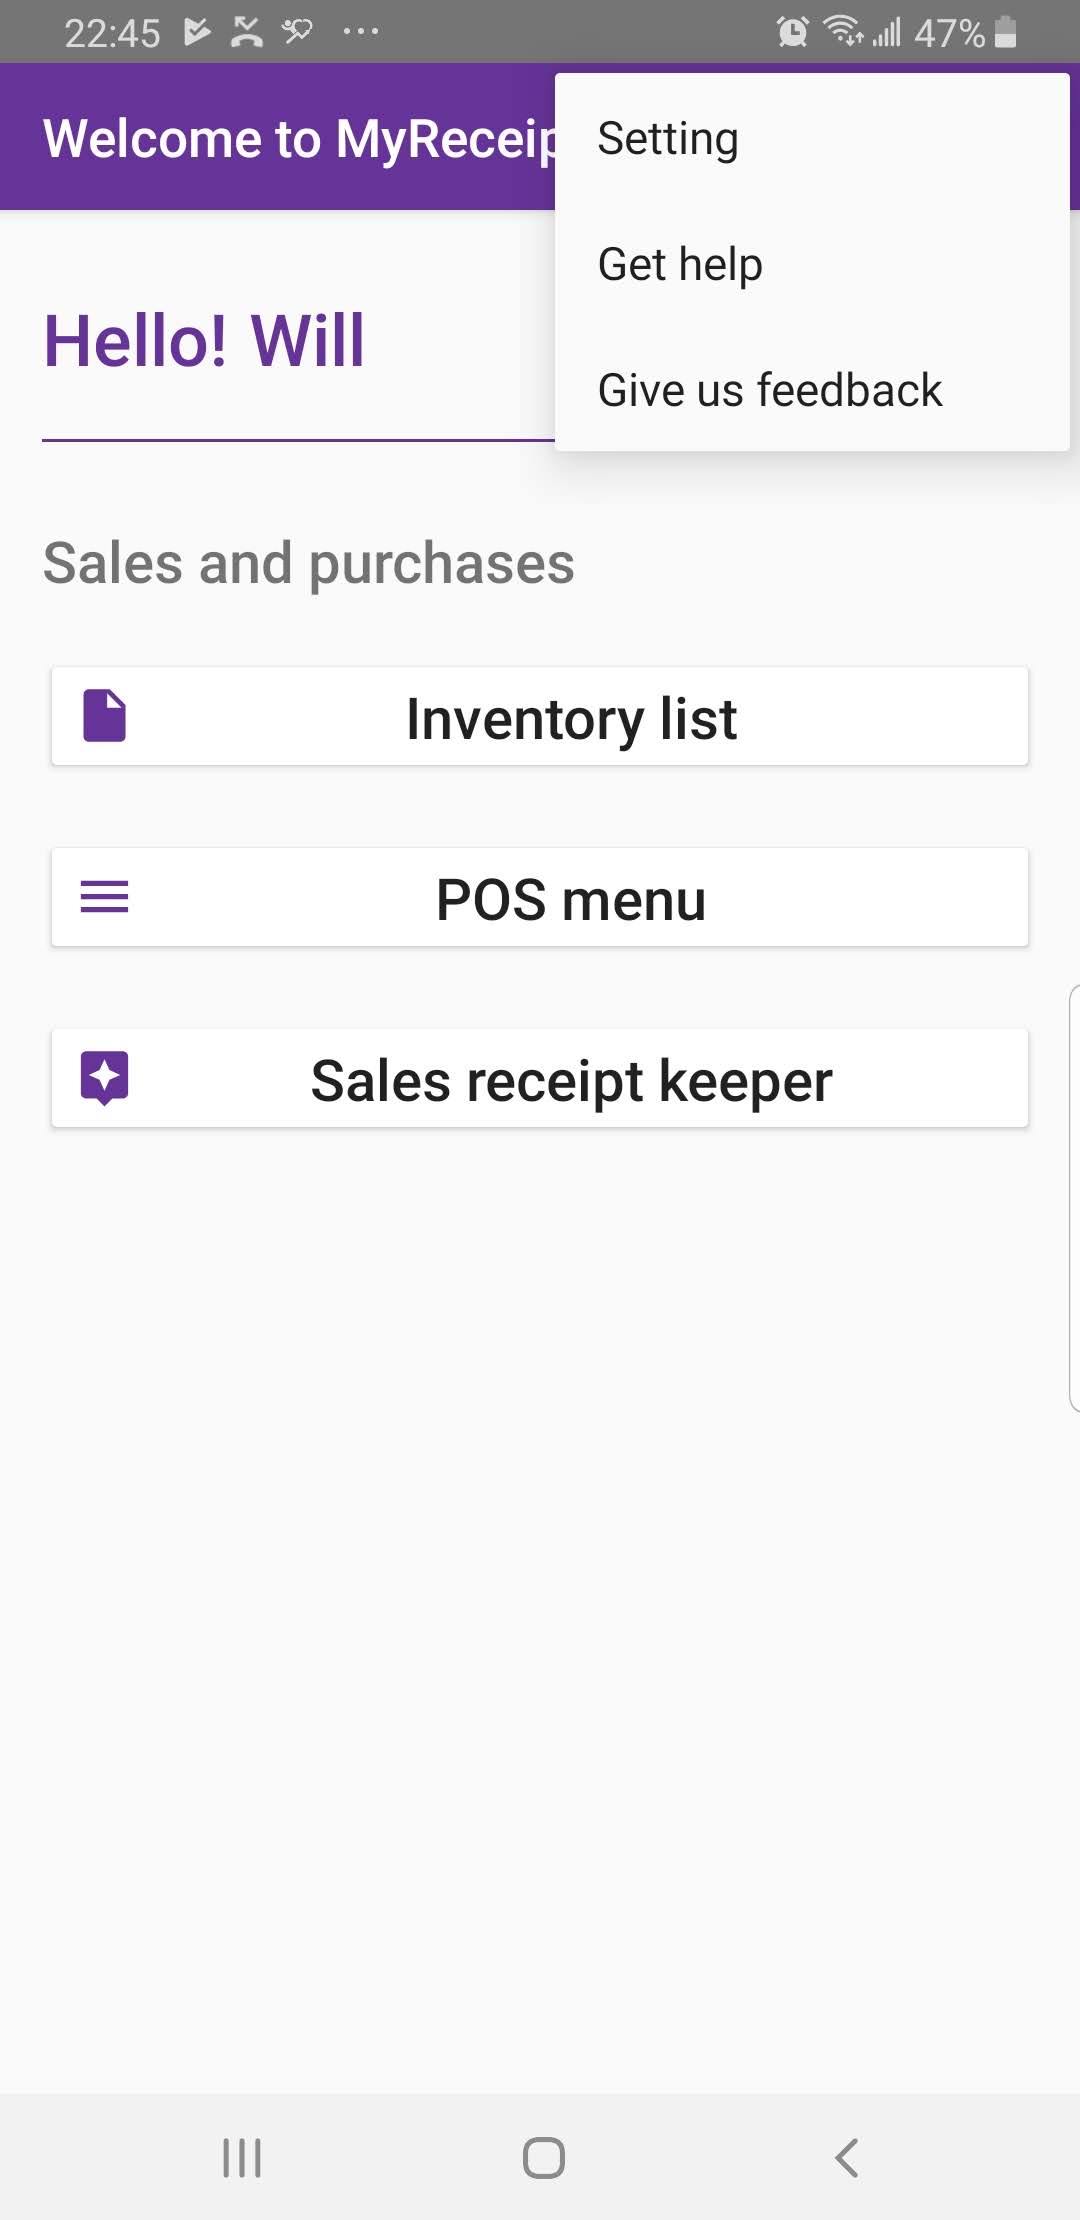 22:45
47%
Welcome to MyReceip
Setting
Get help
Give us feedback
Hello! Will
Sales and purchases
Inventory list
POS menu
Sales receipt keeper